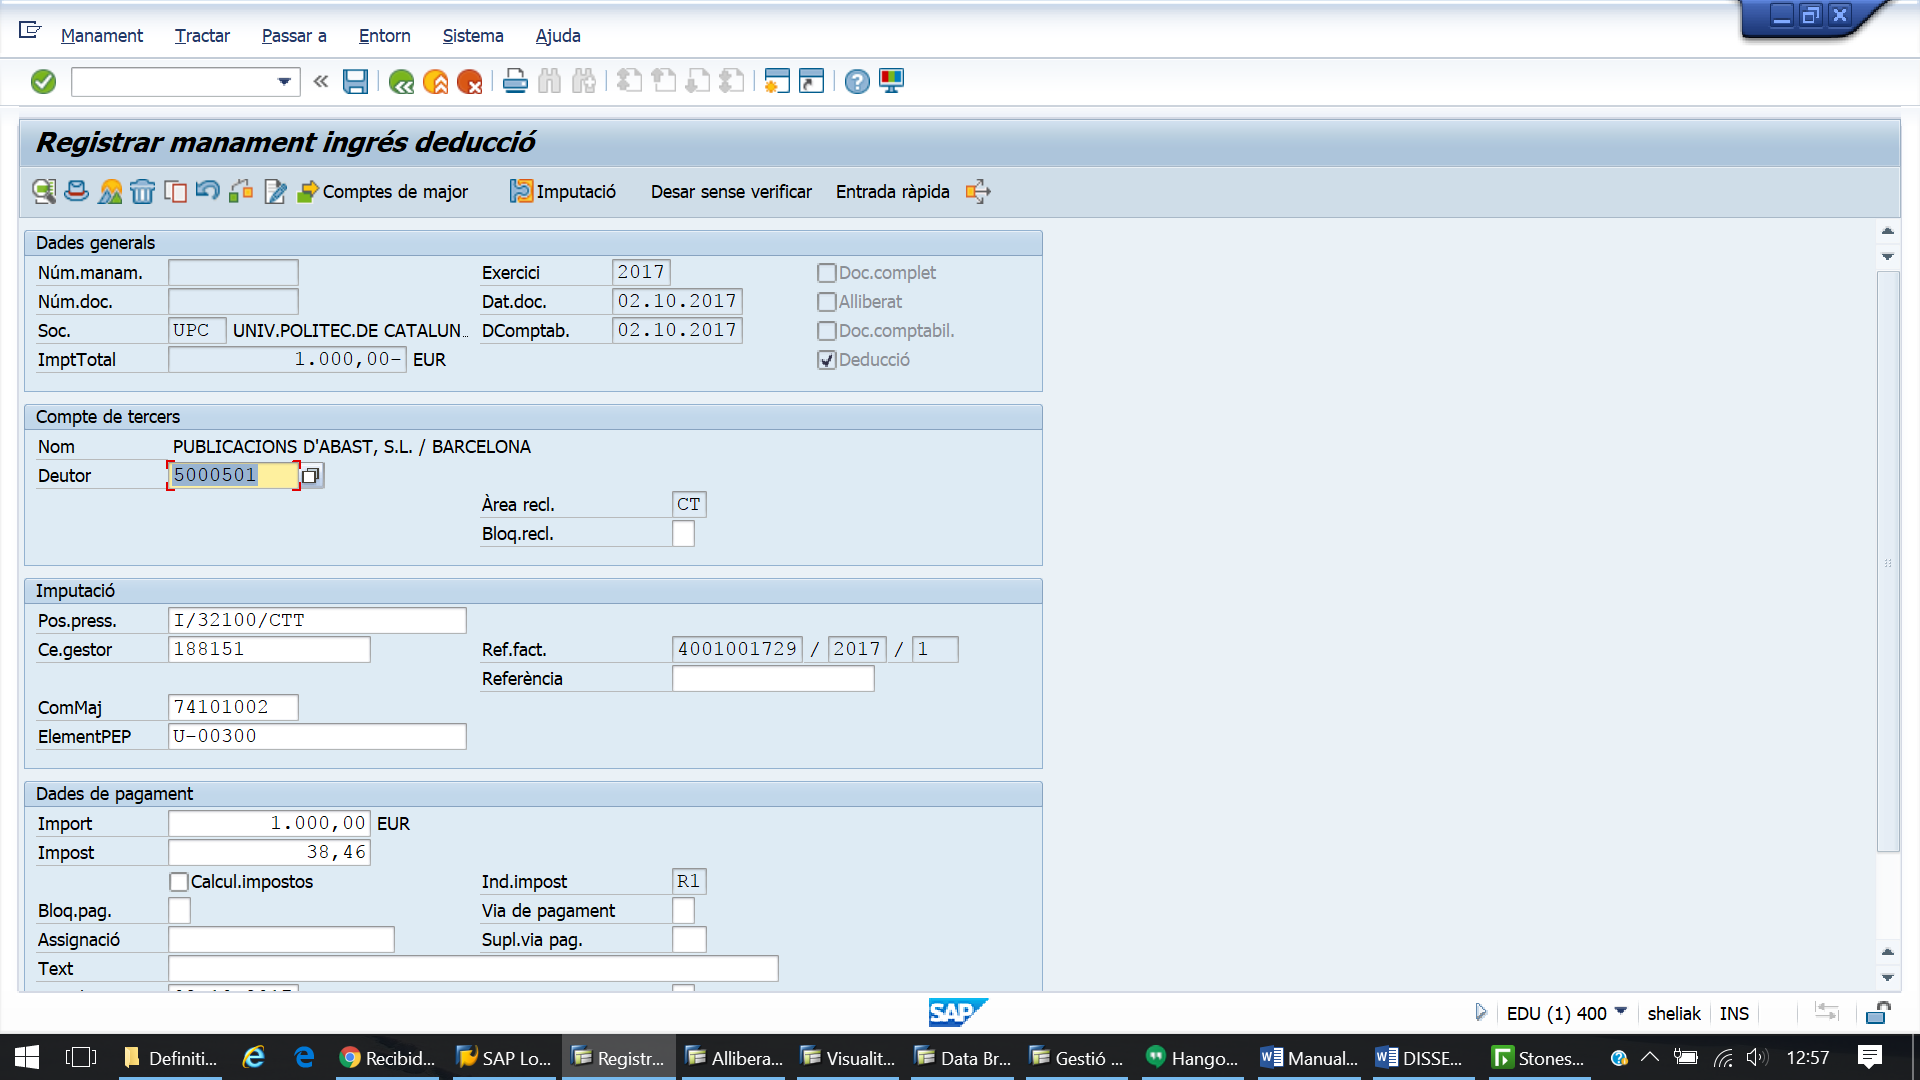 Manament Tractar Passar a Entorn Sistema Ajuda
Registrar manament ingrés deducció
Comptes de major Imputació Desar sense verificar Entrada ràpida
Dades generals
Núm.manam. Exercici 2017 Doc.complet
Núm.doc. Dat.doc. 02.10.2017 Alliberat
Soc. UPC UNIV.POLITEC.DE CATALUN… DComptab. 02.10.2017 Doc.comptabil.
ImptTotal 1.000,00- EUR Deducció
Compte de tercers
Nom PUBLICACIONS D'ABAST, S.L. / BARCELONA
Deutor 5000501
Àrea recl. CT
Bloq.recl.
Imputació
Pos.press. I/32100/CTT
Ce.gestor 188151 Ref.fact. 4001001729 / 2017 / 1
Referència
ComMaj 74101002
ElementPEP U-00300
Dades de pagament
Import 1.000,00 EUR
Impost 38,46
Calcul.impostos Ind.impost R1
Bloq.pag. Via de pagament
Assignació Supl.via pag.
Text
SAP EDU (1) 400 sheliak INS
Definiti... Recibid... SAP Lo... Registr... Allibera... Visualit... Data Br... Gestió ... Hango... Manual... DISSE... Stones... 12:57